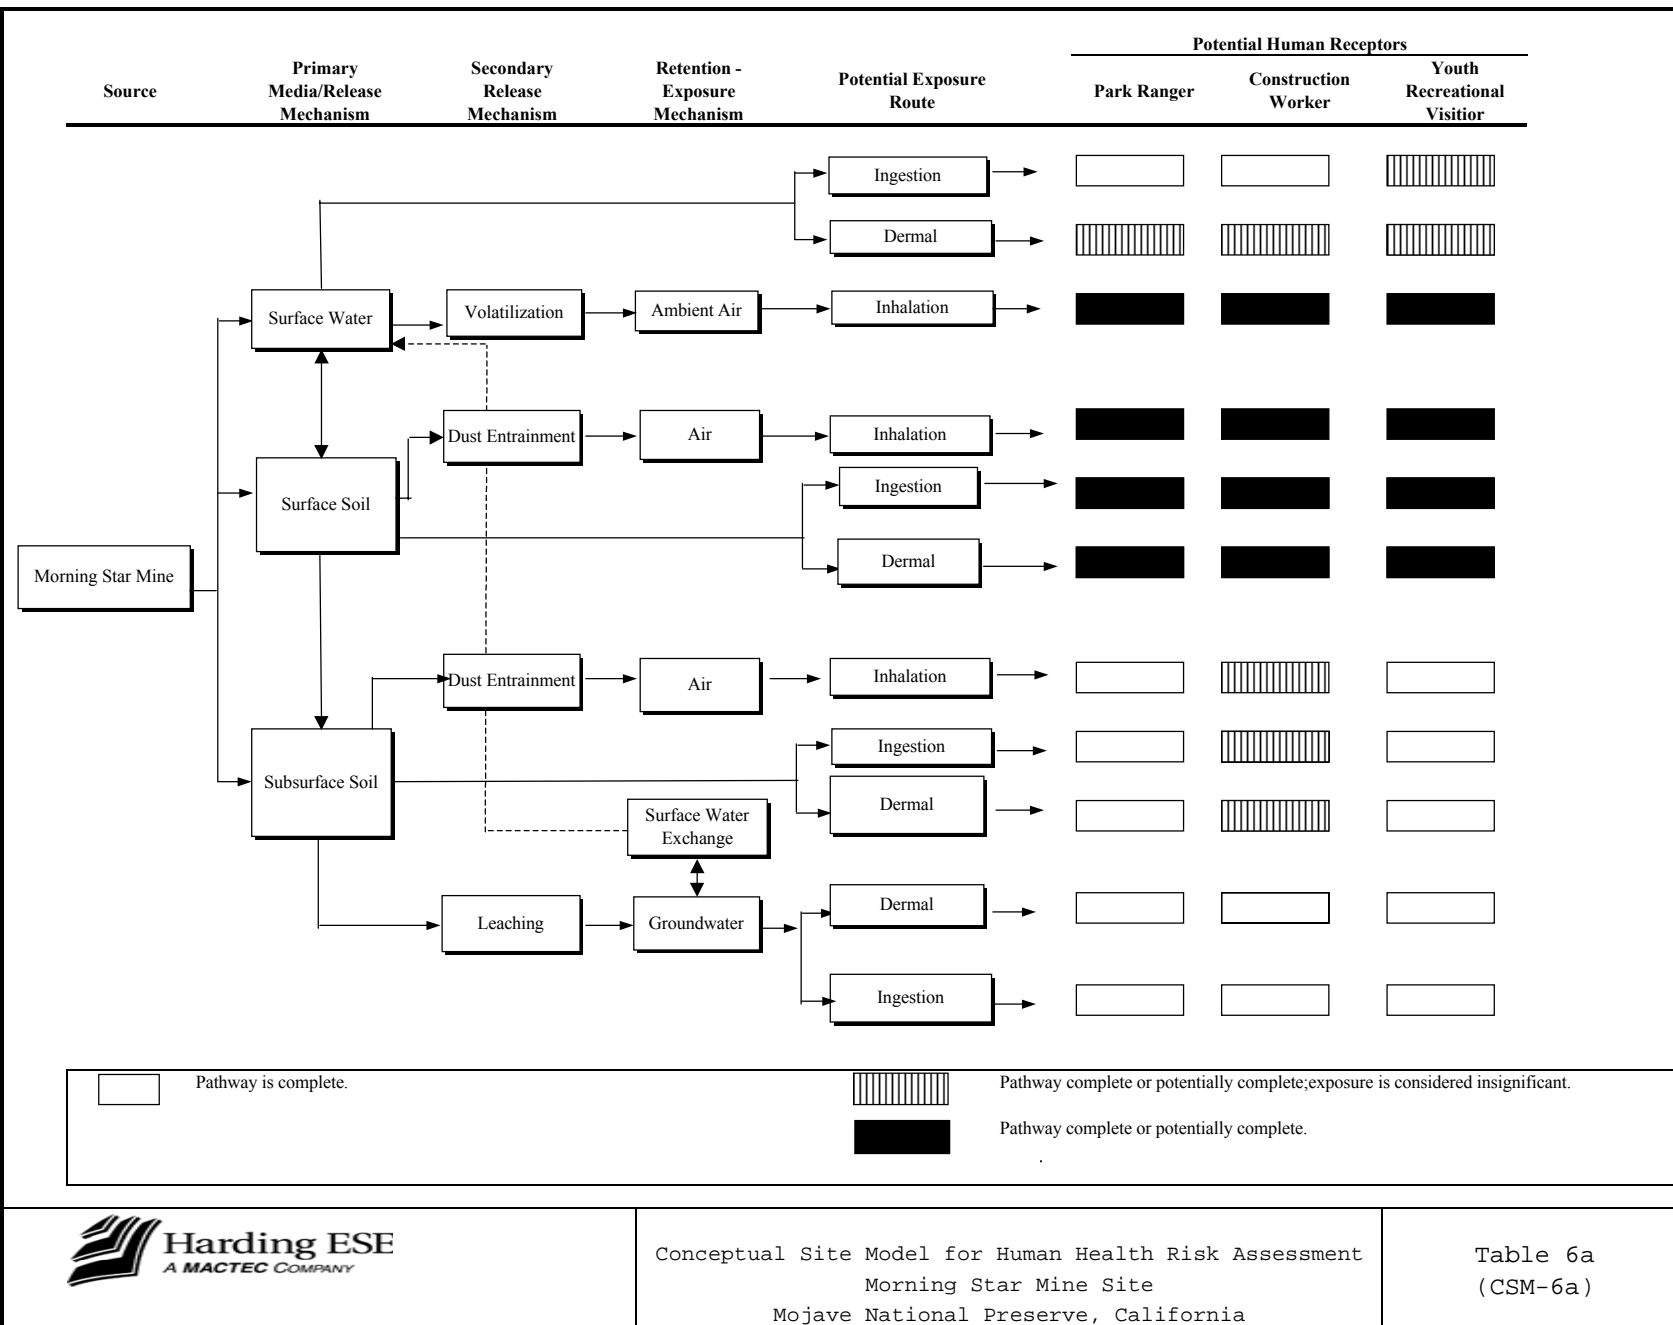 Potential Human Receptors
Source
Primary
Media/Release
Mechanism
Secondary
Release
Mechanism
Retention -
Exposure
Mechanism
Potential Exposure
Route
Park Ranger
Construction
Worker
Youth
Recreational
Visitior
Ingestion
Dermal
Surface Water
Volatilization
Ambient Air
Inhalation
Dust Entrainment
Air
Inhalation
Surface Soil
Ingestion
Dermal
Morning Star Mine
Dust Entrainment
Air
Inhalation
Subsurface Soil
Ingestion
Dermal
Surface Water
Exchange
Leaching
Groundwater
Dermal
Ingestion
Pathway is complete.
Pathway complete or potentially complete;exposure is considered insignificant.
Pathway complete or potentially complete.
.
Harding ESE
A MACTEC COMPANY
Conceptual Site Model for Human Health Risk Assessment
Morning Star Mine Site
Mojave National Preserve, California
Table 6a
(CSM-6a)